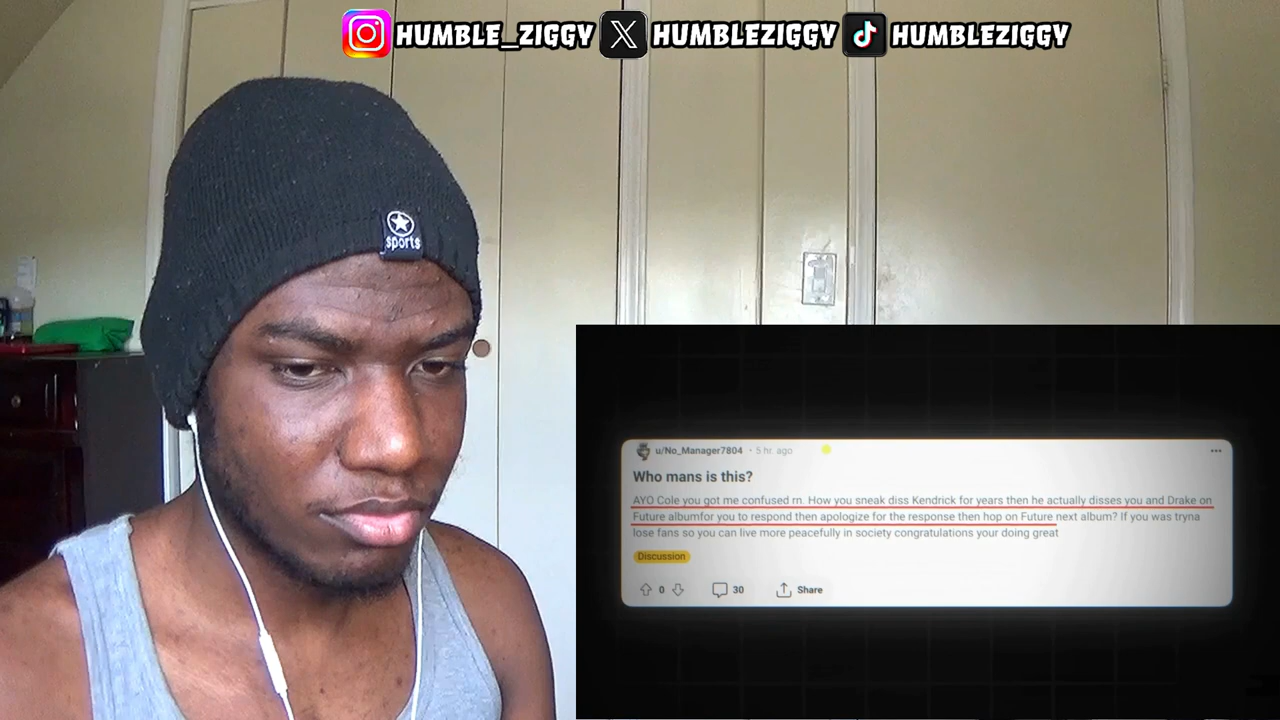 HUMBLE_ZIGGY HUMBLEZIGGY HUMBLEZIGGY
sports
u/No_Manager7804 • 5 hr. ago
Who mans is this?
AYO Cole you got me confused rn. How you sneak diss Kendrick for years then he actually disses you and Drake on
Future albumfor you to respond then apologize for the response then hop on Future next album? If you was tryna
lose fans so you can live more peacefully in society congratulations your doing great
Discussion
0 30 Share